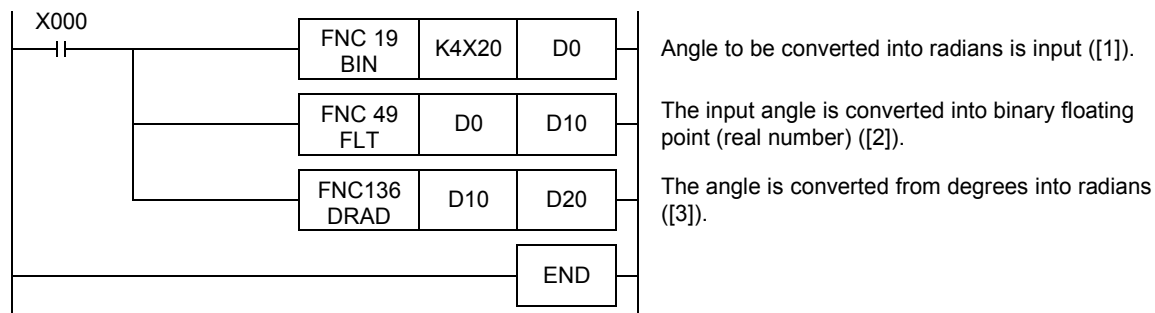 X000
FNC 19
BIN
K4X20
D0
Angle to be converted into radians is input ([1]).
FNC 49
FLT
D0
D10
The input angle is converted into binary floating
point (real number) ([2]).
FNC136
DRAD
D10
D20
The angle is converted from degrees into radians
([3]).
END